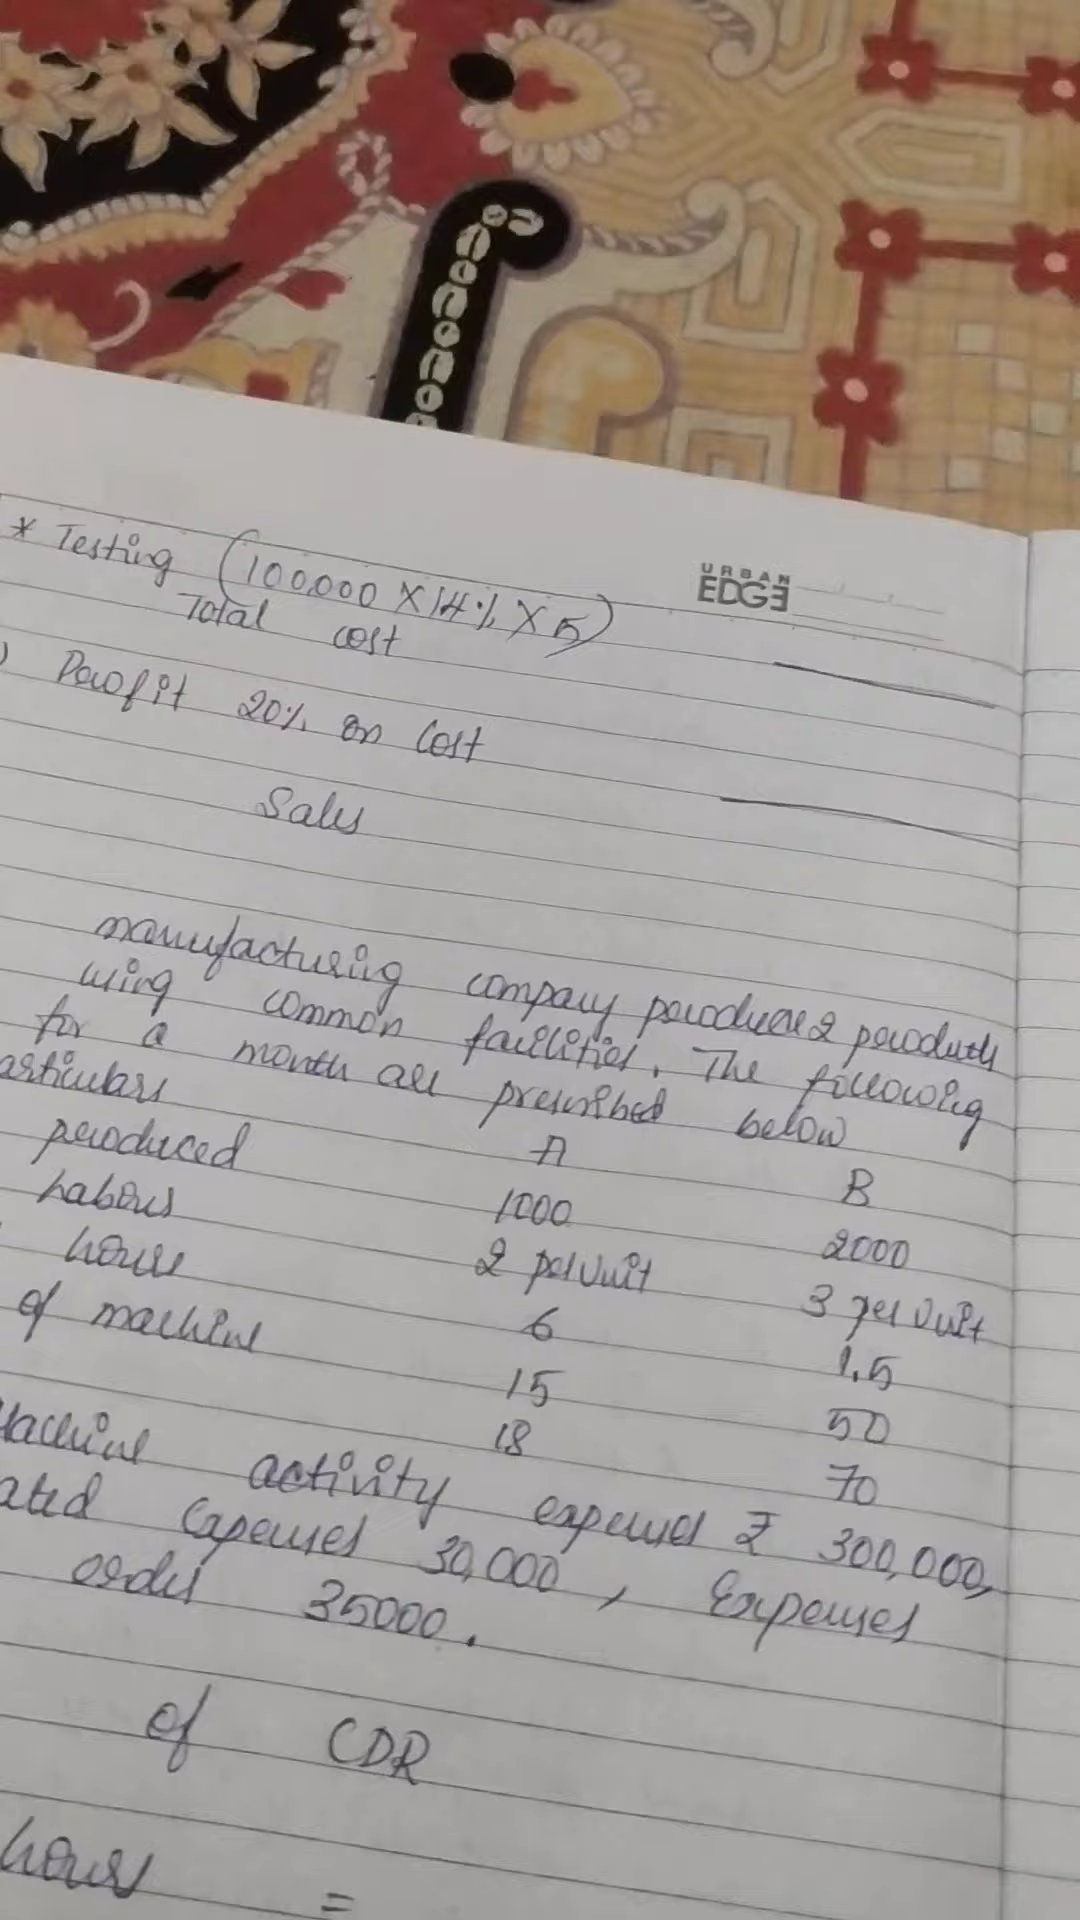 * Testing (100,000 X 14% X 5)
URBAN
EDGE
Total cost
) Profit 20% on Cost
Sales
manufacturing company produces 2 products
using common facilities. The following
for a month are prescribed below
articulars A B
produced 1000 2000
Labour 2 per unit 3 per unit
hours 6 1.5
of machine 15 50
18 70
Machine activity expenses ₹ 300,000,
ated Expenses 30,000, Expenses
order 35000.
of CDR
hours =